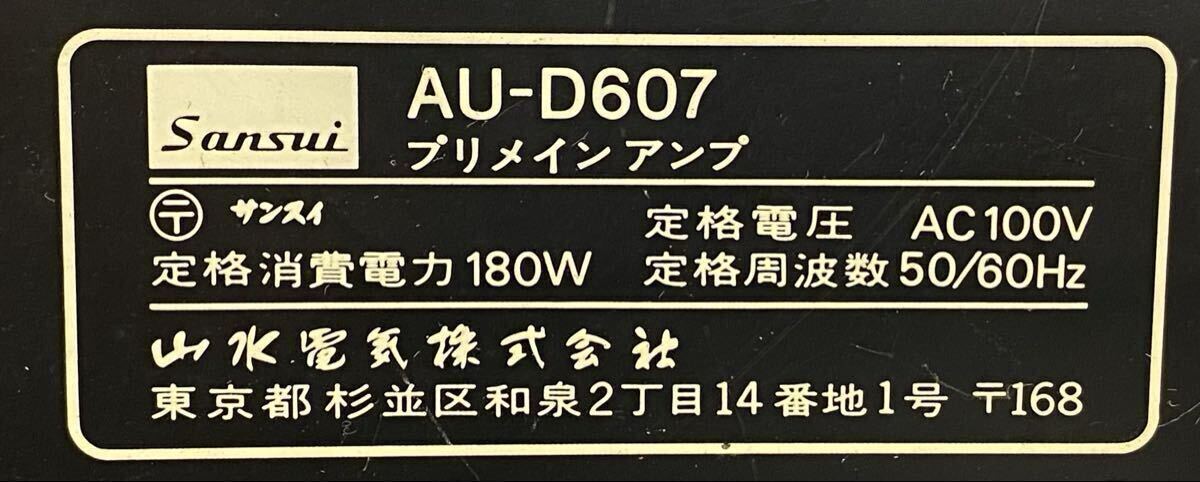 Sansui
AU-D607
プリメインアンプ
〶 サンスイ 定格電圧 AC100V
定格消費電力180W 定格周波数50/60Hz
山水電気株式会社
東京都杉並区和泉2丁目14番地1号 〒168